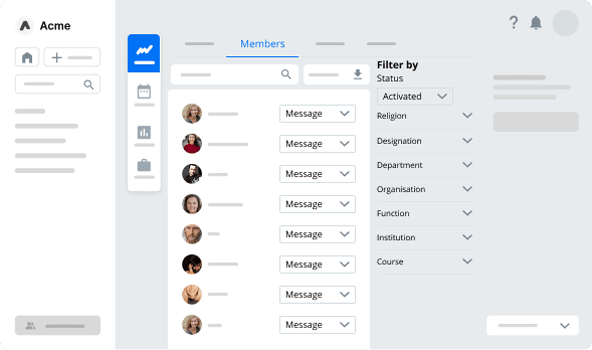 Acme
Members
Filter by
Status
Activated
Religion
Designation
Department
Organisation
Function
Institution
Course
Message
Message
Message
Message
Message
Message
Message
Message
?